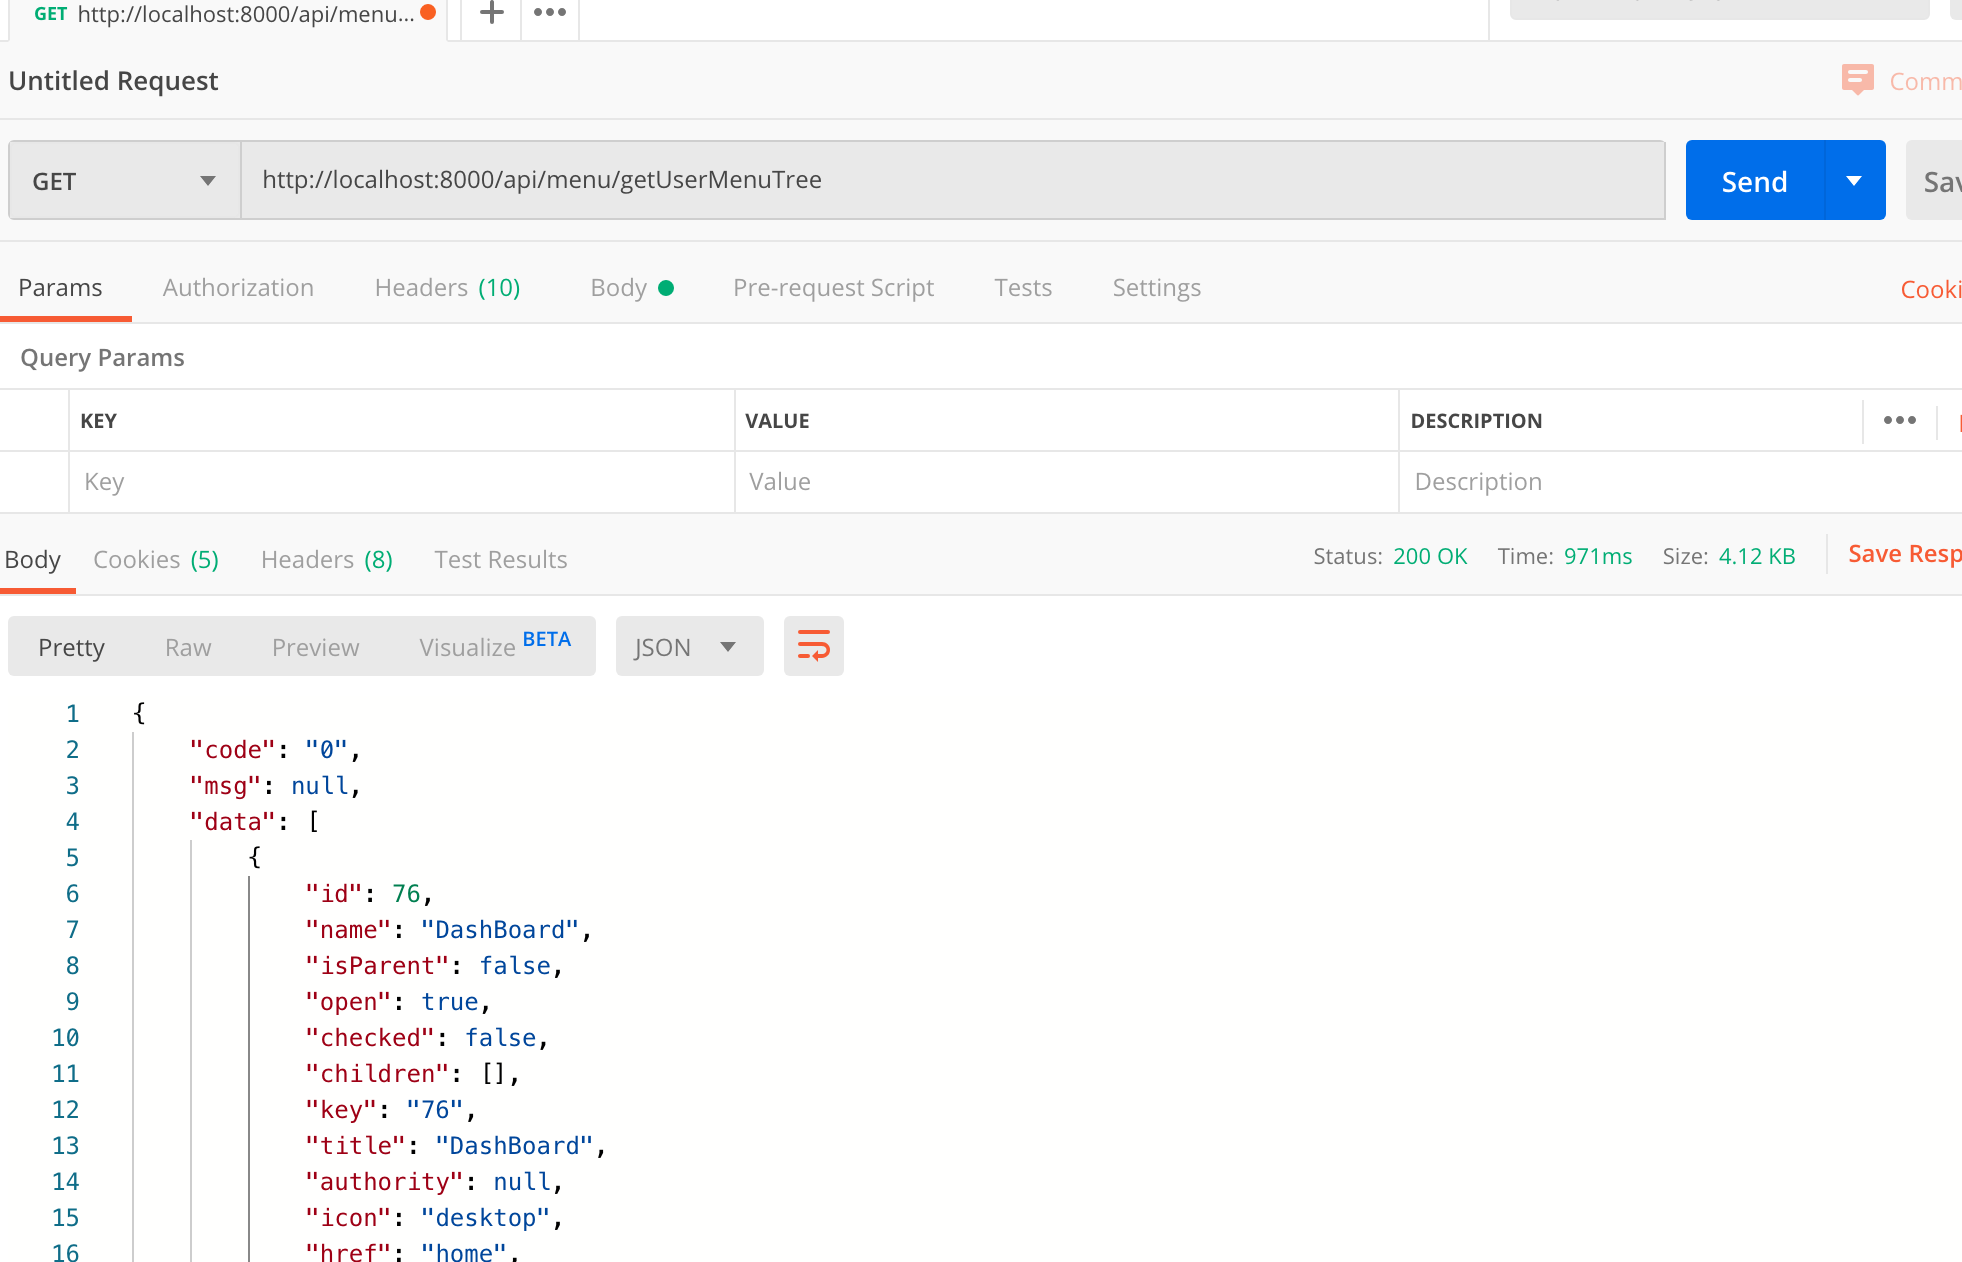 GET http://localhost:8000/api/menu...
Untitled Request
Comm
GET http://localhost:8000/api/menu/getUserMenuTree Send Sav
Params Authorization Headers (10) Body Pre-request Script Tests Settings Cooki
Query Params
KEY VALUE DESCRIPTION
Key Value Description
Body Cookies (5) Headers (8) Test Results Status: 200 OK Time: 971ms Size: 4.12 KB Save Resp
Pretty Raw Preview Visualize BETA JSON
1 {
2 "code": "0",
3 "msg": null,
4 "data": [
5 {
6 "id": 76,
7 "name": "DashBoard",
8 "isParent": false,
9 "open": true,
10 "checked": false,
11 "children": [],
12 "key": "76",
13 "title": "DashBoard",
14 "authority": null,
15 "icon": "desktop",
16 "href": "home",